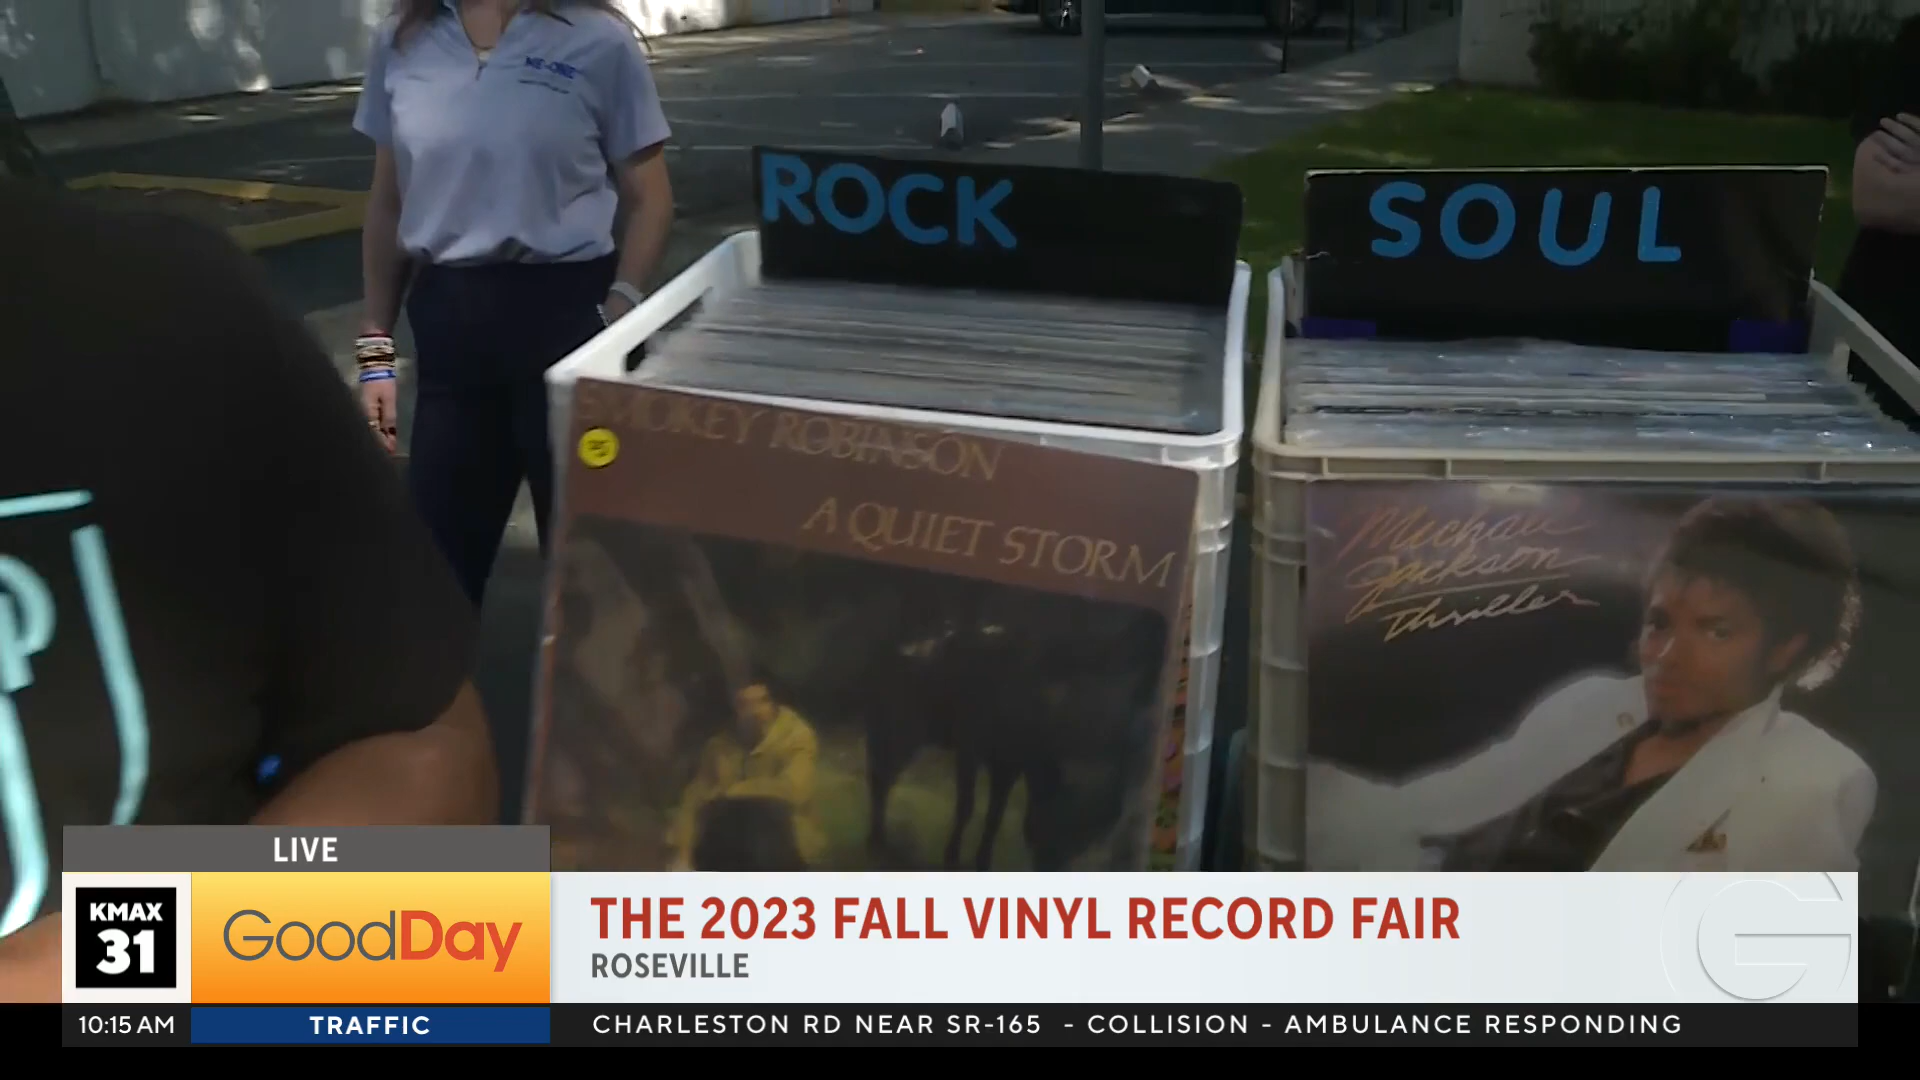 ROCK
SOUL
SMOKEY ROBINSON
A QUIET STORM
Michael
Jackson
Thriller
LIVE
KMAX
31
GoodDay
THE 2023 FALL VINYL RECORD FAIR
ROSEVILLE
10:15 AM
TRAFFIC
CHARLESTON RD NEAR SR-165 - COLLISION - AMBULANCE RESPONDING